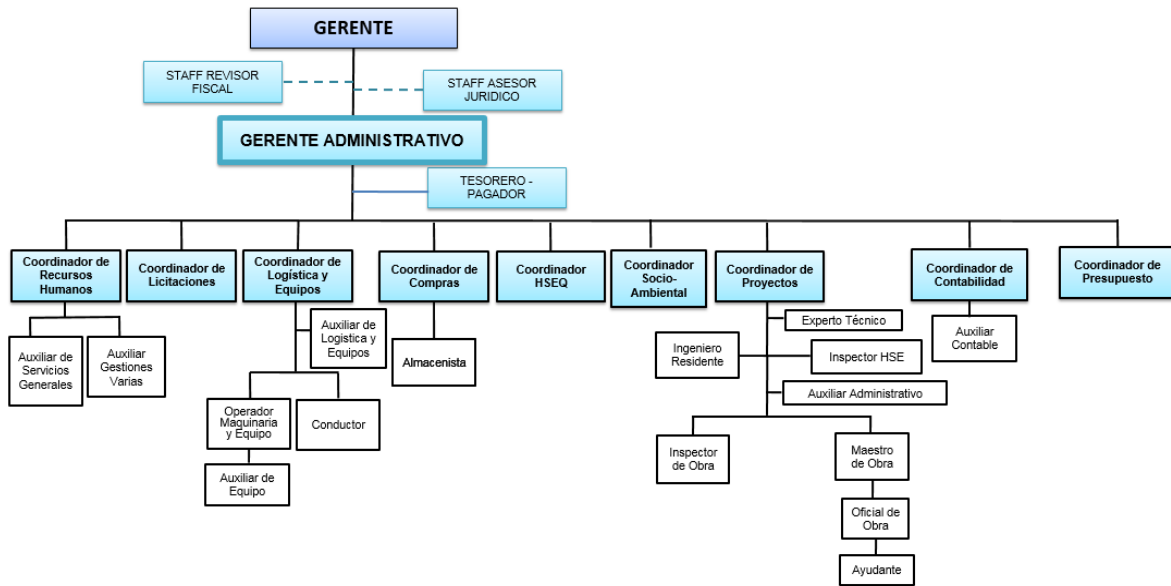 GERENTE
STAFF REVISOR
FISCAL
STAFF ASESOR
JURIDICO
GERENTE ADMINISTRATIVO
TESORERO -
PAGADOR
Coordinador de
Recursos
Humanos
Coordinador de
Licitaciones
Coordinador de
Logística y
Equipos
Coordinador de
Compras
Coordinador
HSEQ
Coordinador
Socio-
Ambiental
Coordinador de
Proyectos
Coordinador de
Contabilidad
Coordinador de
Presupuesto
Auxiliar de
Servicios
Generales
Auxiliar
Gestiones
Varias
Auxiliar de
Logistica y
Equipos
Operador
Maquinaria
y Equipo
Conductor
Auxiliar de
Equipo
Almacenista
Experto Técnico
Ingeniero
Residente
Inspector HSE
Auxiliar Administrativo
Inspector
de Obra
Maestro
de Obra
Oficial de
Obra
Ayudante
Auxiliar
Contable